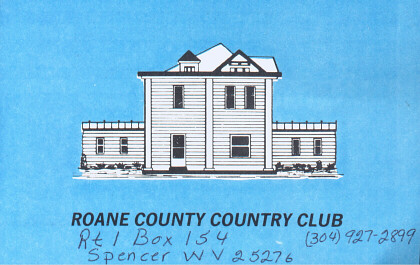 ROANE COUNTY COUNTRY CLUB
Rt 1 Box 154 (304) 927-2899
Spencer WV 25276